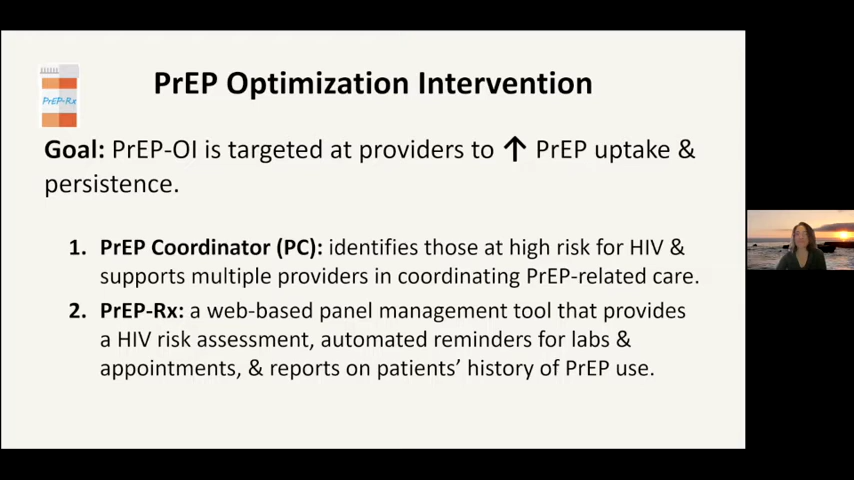 PrEP Optimization Intervention
PrEP-Rx
Goal: PrEP-OI is targeted at providers to ↑ PrEP uptake &
persistence.
1. PrEP Coordinator (PC): identifies those at high risk for HIV &
supports multiple providers in coordinating PrEP-related care.
2. PrEP-Rx: a web-based panel management tool that provides
a HIV risk assessment, automated reminders for labs &
appointments, & reports on patients’ history of PrEP use.